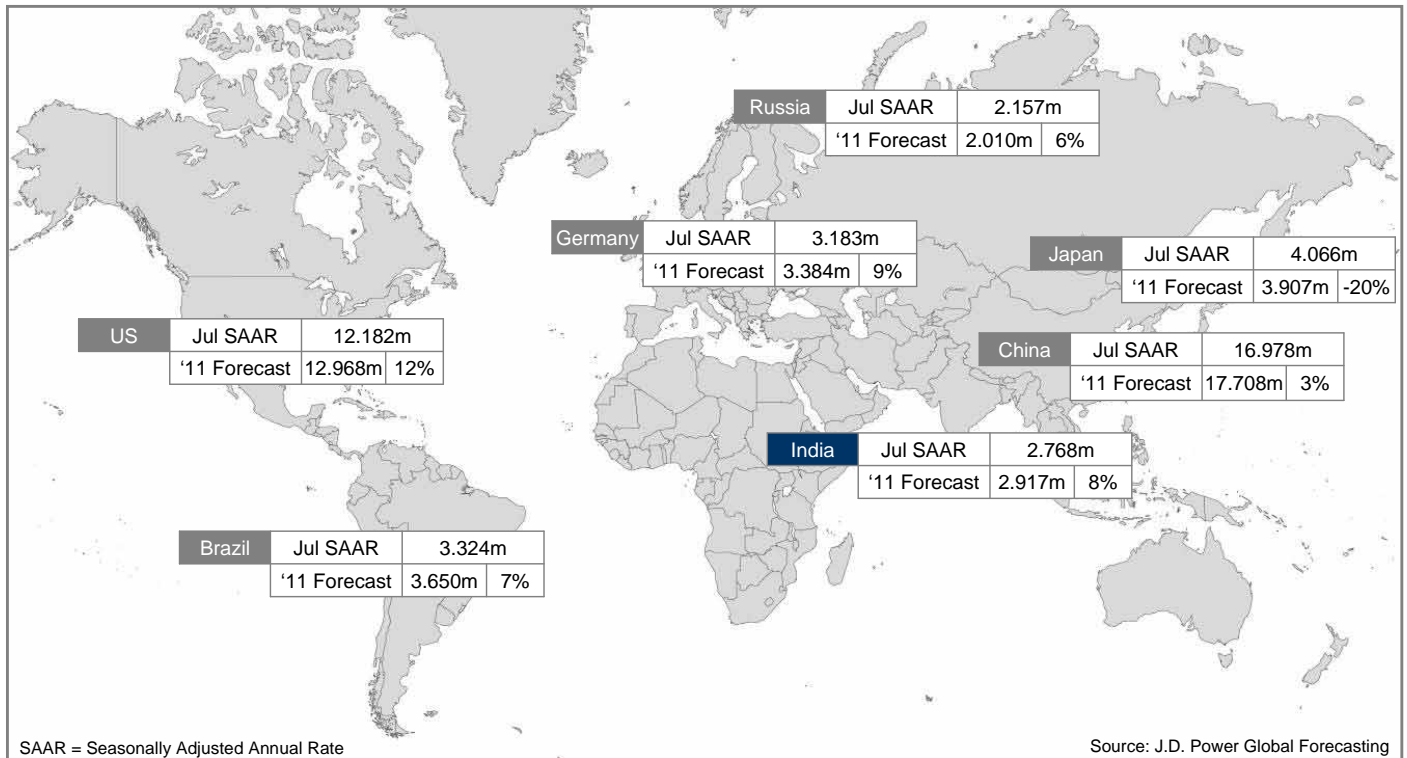 Russia Jul SAAR 2.157m
‘11 Forecast 2.010m 6%
Germany Jul SAAR 3.183m
‘11 Forecast 3.384m 9%
Japan Jul SAAR 4.066m
‘11 Forecast 3.907m -20%
US Jul SAAR 12.182m
‘11 Forecast 12.968m 12%
China Jul SAAR 16.978m
‘11 Forecast 17.708m 3%
India Jul SAAR 2.768m
‘11 Forecast 2.917m 8%
Brazil Jul SAAR 3.324m
‘11 Forecast 3.650m 7%
SAAR = Seasonally Adjusted Annual Rate
Source: J.D. Power Global Forecasting